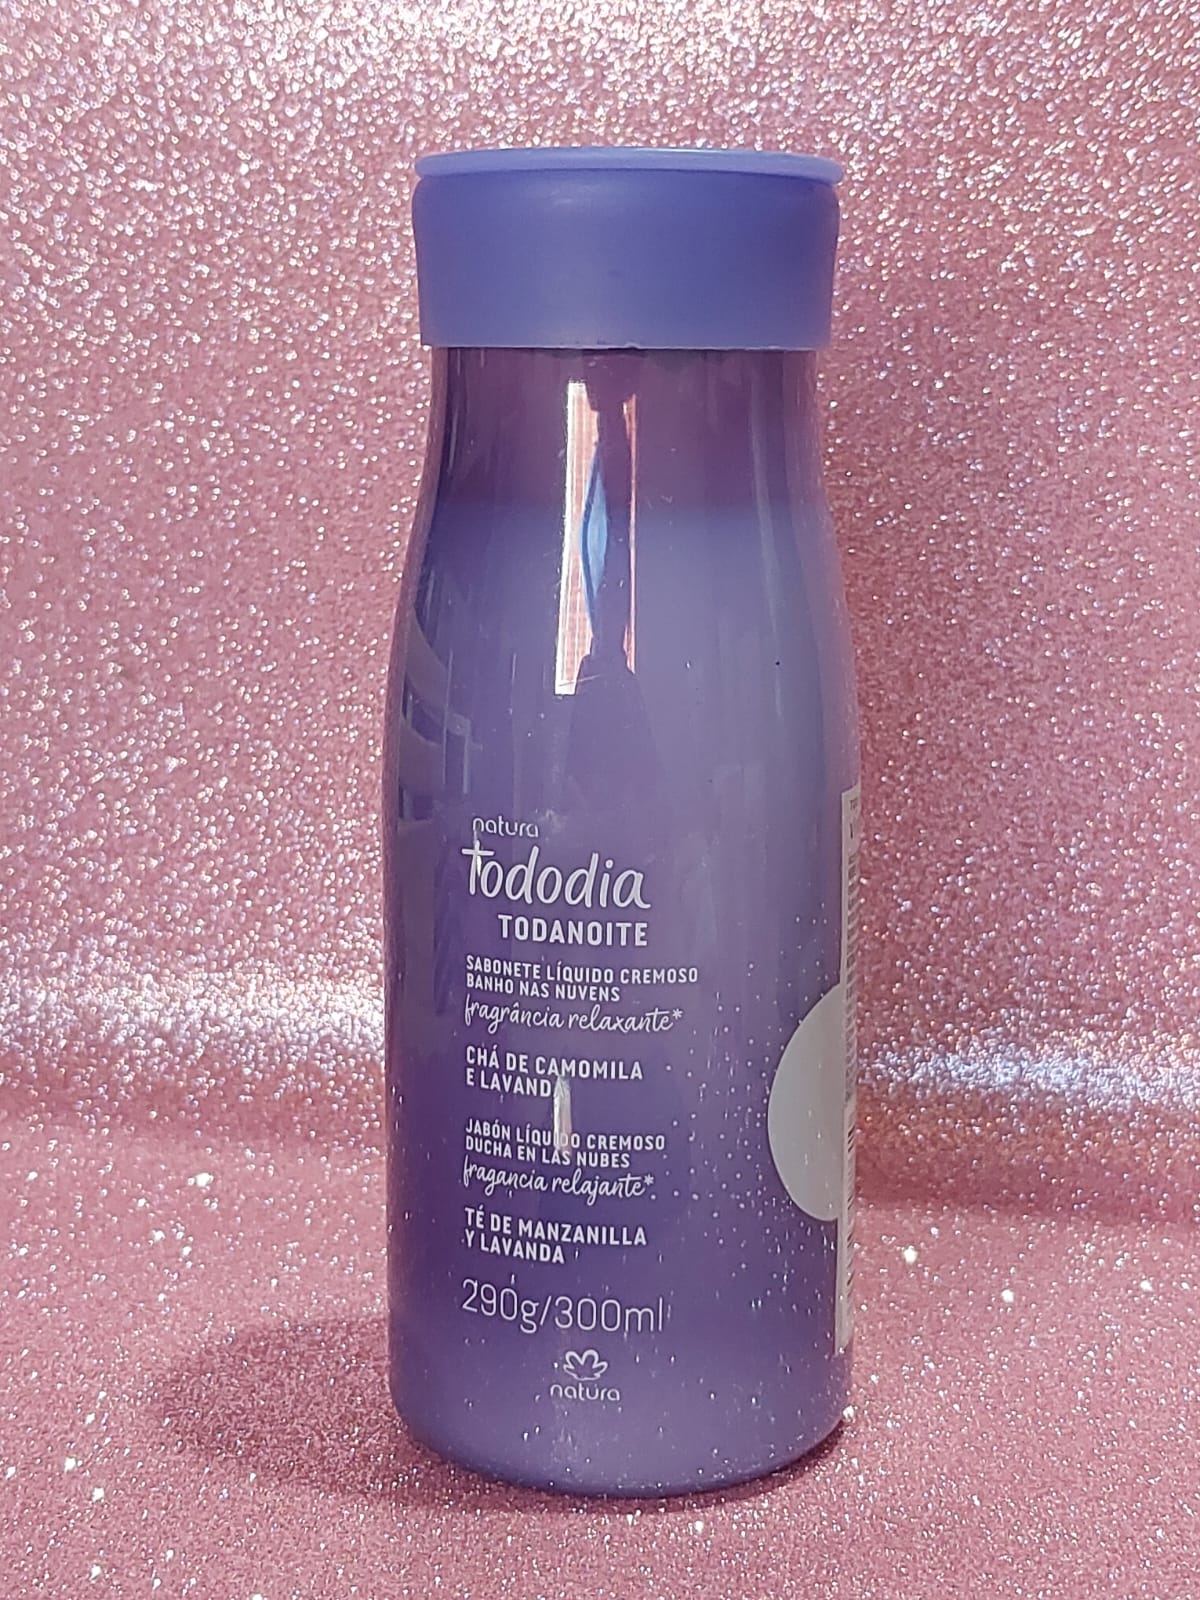 natura
tododia
TODANOITE
SABONETE LÍQUIDO CREMOSO
BANHO NAS NUVENS
fragrância relaxante*
CHÁ DE CAMOMILA
E LAVANDA
JABÓN LÍQUIDO CREMOSO
DUCHA EN LAS NUBES
fragancia relajante*
TÉ DE MANZANILLA
Y LAVANDA
290g/300ml
natura